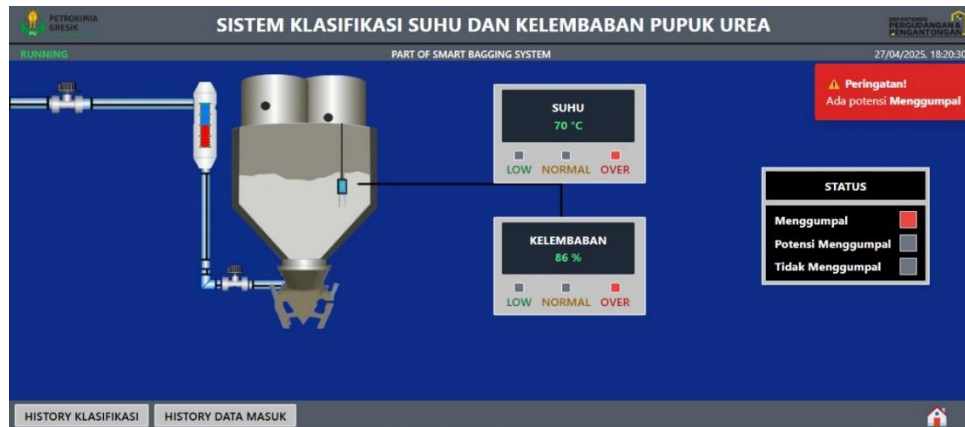 PETROKIMIA
GRESIK
SISTEM KLASIFIKASI SUHU DAN KELEMBABAN PUPUK UREA
DEPARTEMEN
PERGUDANGAN &
PENGANTONGAN
RUNNING
PART OF SMART BAGGING SYSTEM
27/04/2025, 18:20:30
Peringatan!
Ada potensi Menggumpal
SUHU
70 °C
LOW NORMAL OVER
STATUS
Menggumpal
Potensi Menggumpal
Tidak Menggumpal
KELEMBABAN
86 %
LOW NORMAL OVER
HISTORY KLASIFIKASI
HISTORY DATA MASUK